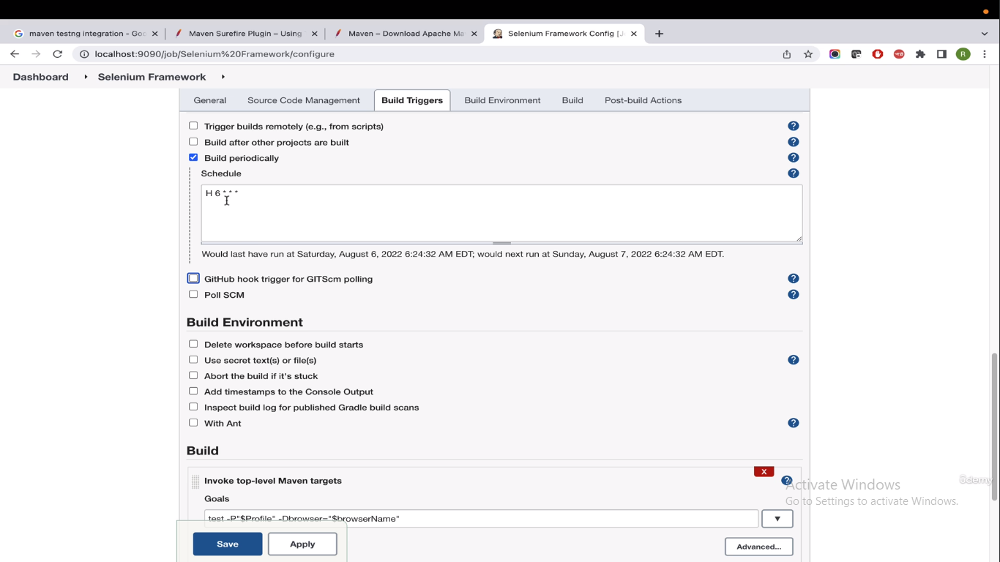 maven testng integration - Goo
Maven Surefire Plugin – Using
Maven – Download Apache Ma
Selenium Framework Config [J
localhost:9090/job/Selenium%20Framework/configure
R
Dashboard
Selenium Framework
General
Source Code Management
Build Triggers
Build Environment
Build
Post-build Actions
Trigger builds remotely (e.g., from scripts)
?
Build after other projects are built
?
Build periodically
?
Schedule
?
H 6 * * *
Would last have run at Saturday, August 6, 2022 6:24:32 AM EDT; would next run at Sunday, August 7, 2022 6:24:32 AM EDT.
GitHub hook trigger for GITScm polling
?
Poll SCM
?
Build Environment
Delete workspace before build starts
Use secret text(s) or file(s)
?
Abort the build if it's stuck
Add timestamps to the Console Output
Inspect build log for published Gradle build scans
With Ant
?
Build
X
Invoke top-level Maven targets
?
Goals
test -P"$Profile" -Dbrowser="$browserName"
Save
Apply
Advanced...
Activate Windows
Go to Settings to activate Windows.
ûdemy